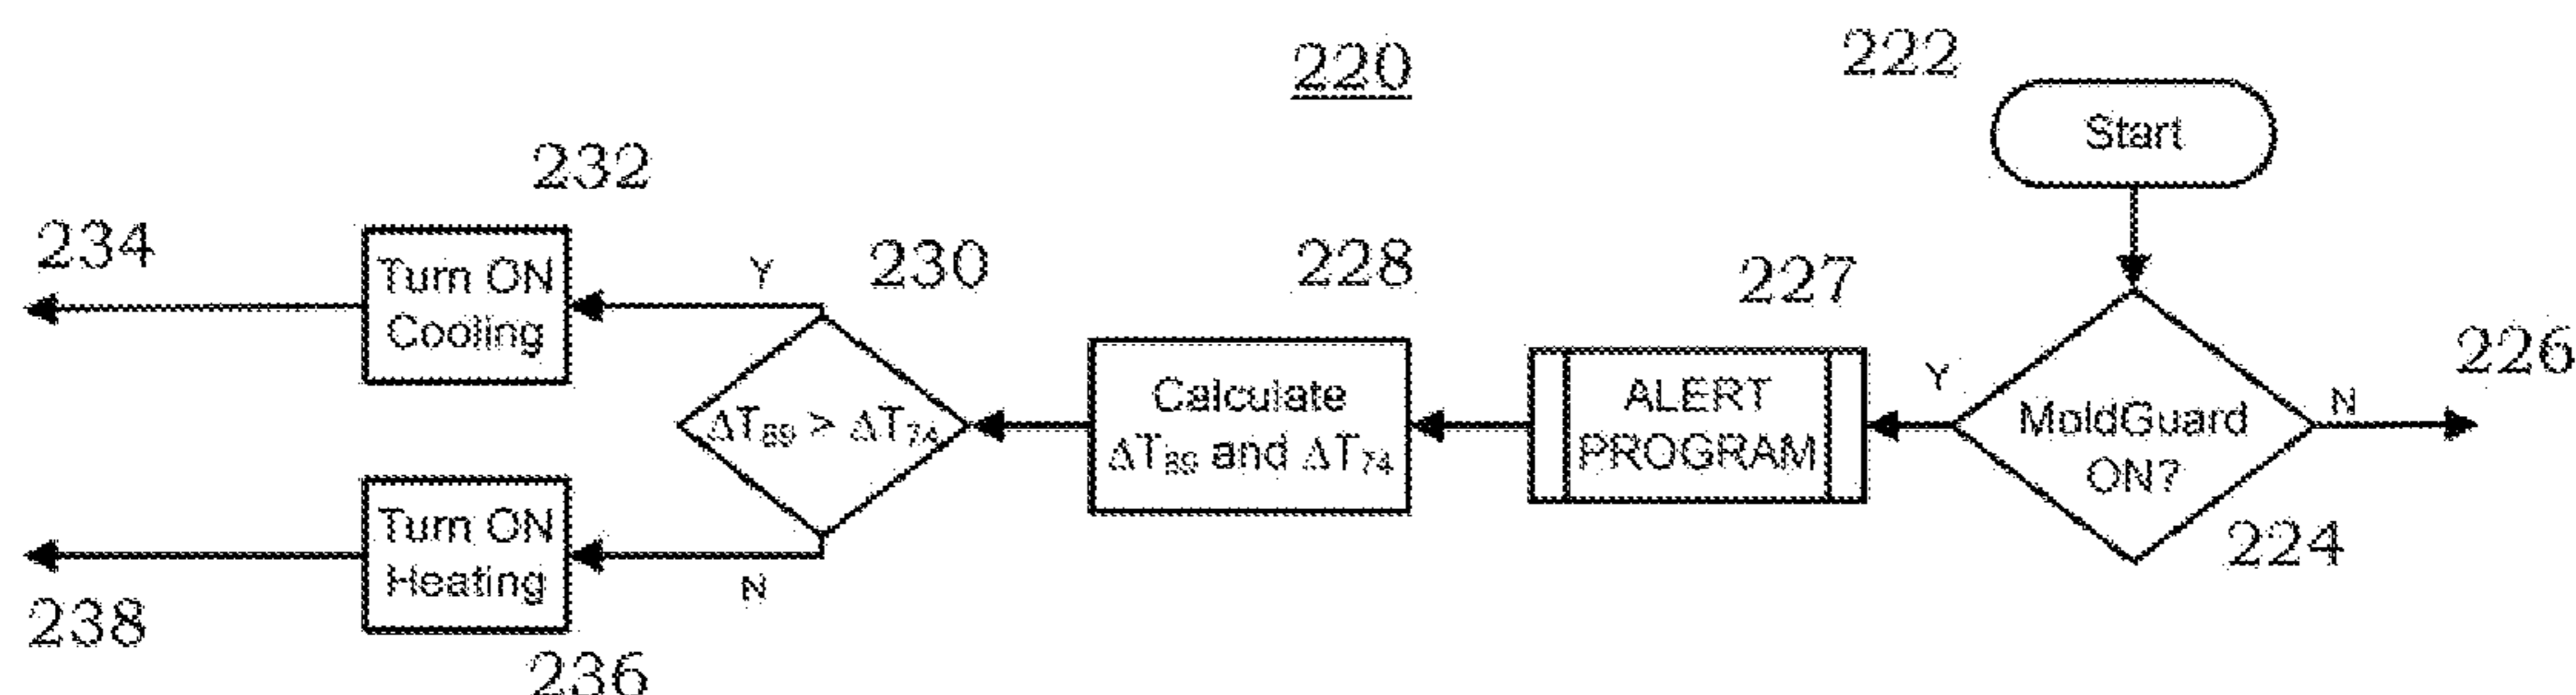 220
222
Start
232
234
Turn ON
Cooling
Y
230
228
227
226
Calculate
ΔT₈₉ and ΔT₇₄
ΔT₈₉ > ΔT₇₄
ALERT
PROGRAM
Y
MoldGuard
ON?
N
224
Turn ON
Heating
N
238
236